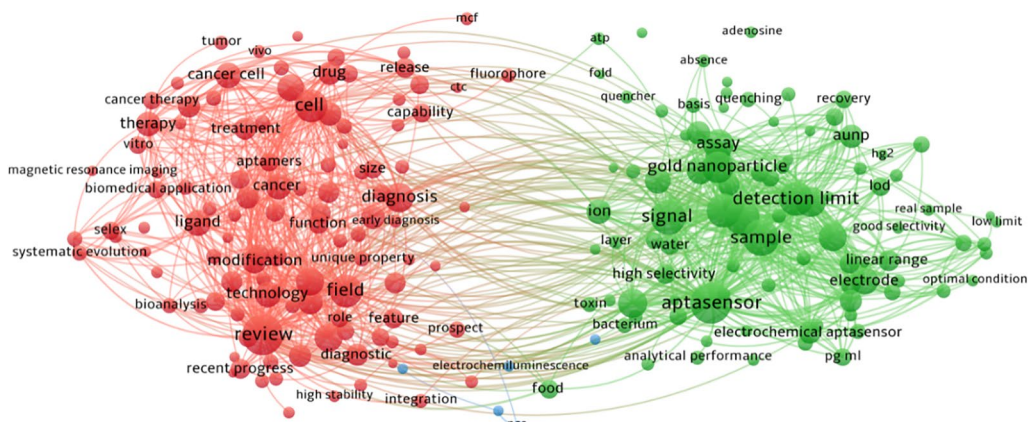 mcf
tumor
vivo
cancer cell
drug
release
fluorophore
ctc
cell
cancer therapy
capability
therapy
treatment
vitro
aptamers
size
magnetic resonance imaging
biomedical application
cancer
diagnosis
ligand
function
early diagnosis
selex
systematic evolution
modification
unique property
technology
field
bioanalysis
role
feature
review
prospect
diagnostic
recent progress
high stability
integration
electrochemiluminescence
food
atp
adenosine
absence
fold
quencher
basis
quenching
recovery
assay
aunp
gold nanoparticle
hg2
lod
detection limit
ion
signal
real sample
low limit
good selectivity
layer
water
sample
linear range
high selectivity
electrode
optimal condition
toxin
aptasensor
bacterium
electrochemical aptasensor
analytical performance
pg ml